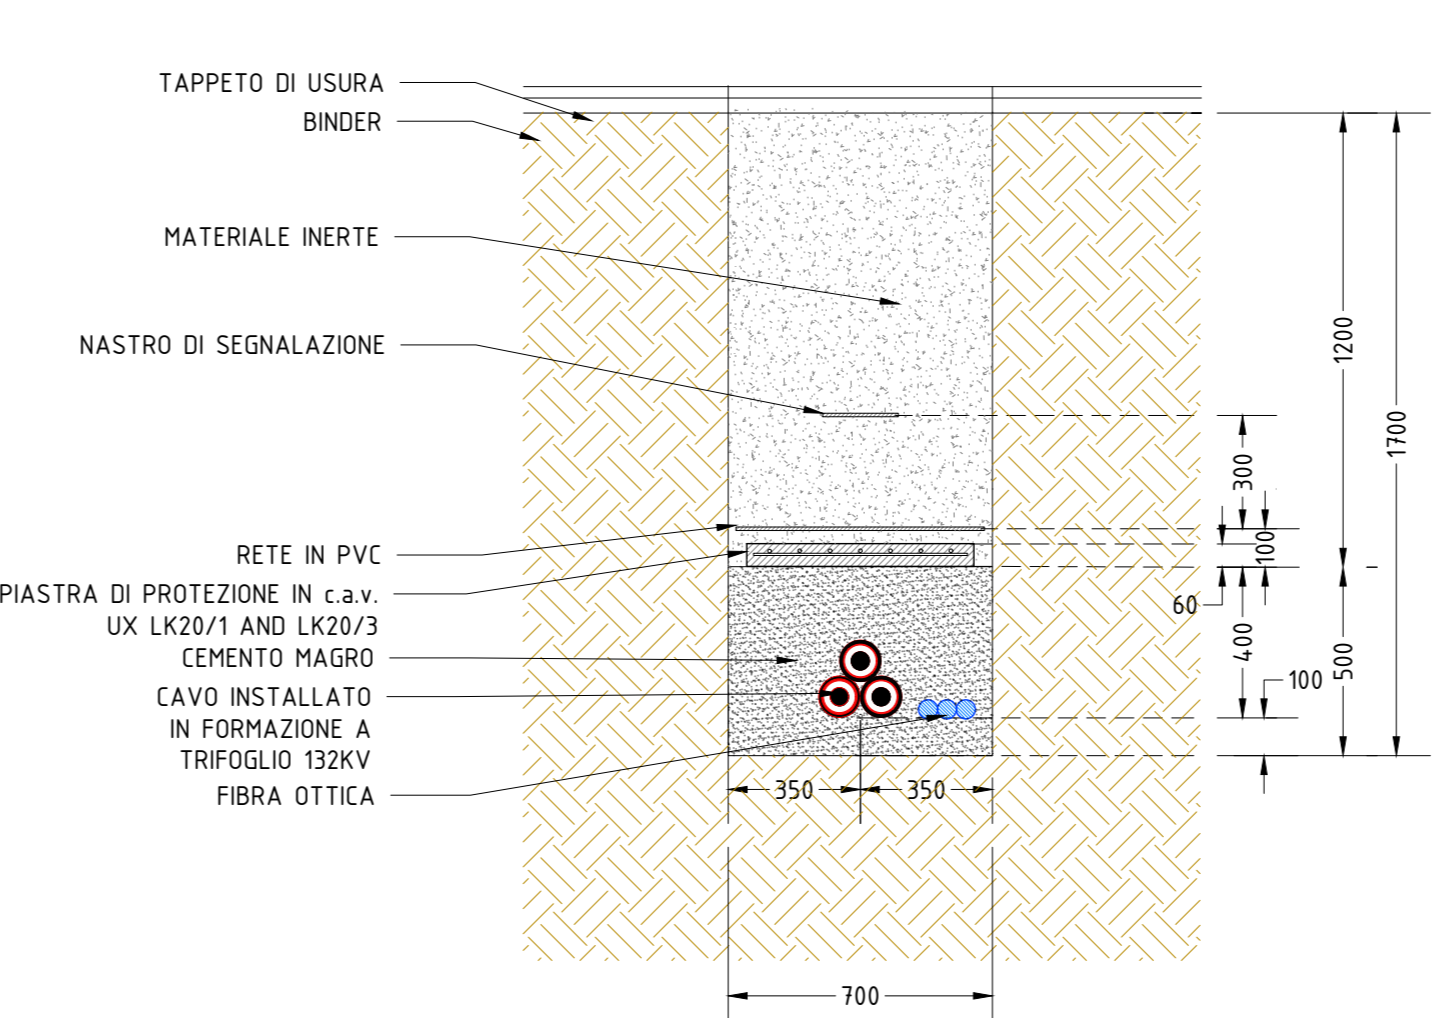 TAPPETO DI USURA
BINDER
MATERIALE INERTE
NASTRO DI SEGNALAZIONE
RETE IN PVC
PIASTRA DI PROTEZIONE IN c.a.v.
UX LK20/1 AND LK20/3
CEMENTO MAGRO
CAVO INSTALLATO
IN FORMAZIONE A
TRIFOGLIO 132KV
FIBRA OTTICA
1200
1700
300
100
60
400
500
100
350
350
700